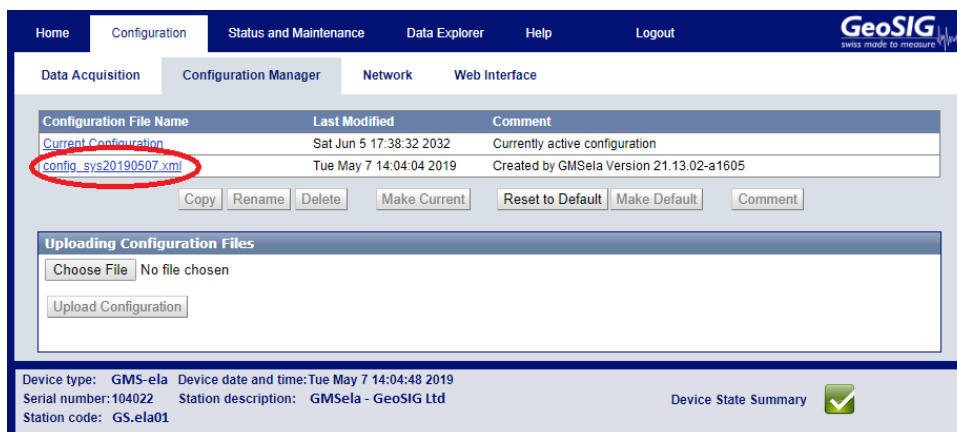 Home Configuration Status and Maintenance Data Explorer Help Logout GeoSIG
swiss made to measure
Data Acquisition Configuration Manager Network Web Interface
Configuration File Name Last Modified Comment
Current Configuration Sat Jun 5 17:38:32 2032 Currently active configuration
config_sys20190507.xml Tue May 7 14:04:04 2019 Created by GMSela Version 21.13.02-a1605
Copy Rename Delete Make Current Reset to Default Make Default Comment
Uploading Configuration Files
Choose File No file chosen
Upload Configuration
Device type: GMS-ela Device date and time: Tue May 7 14:04:48 2019
Serial number: 104022 Station description: GMSela - GeoSIG Ltd Device State Summary
Station code: GS.ela01